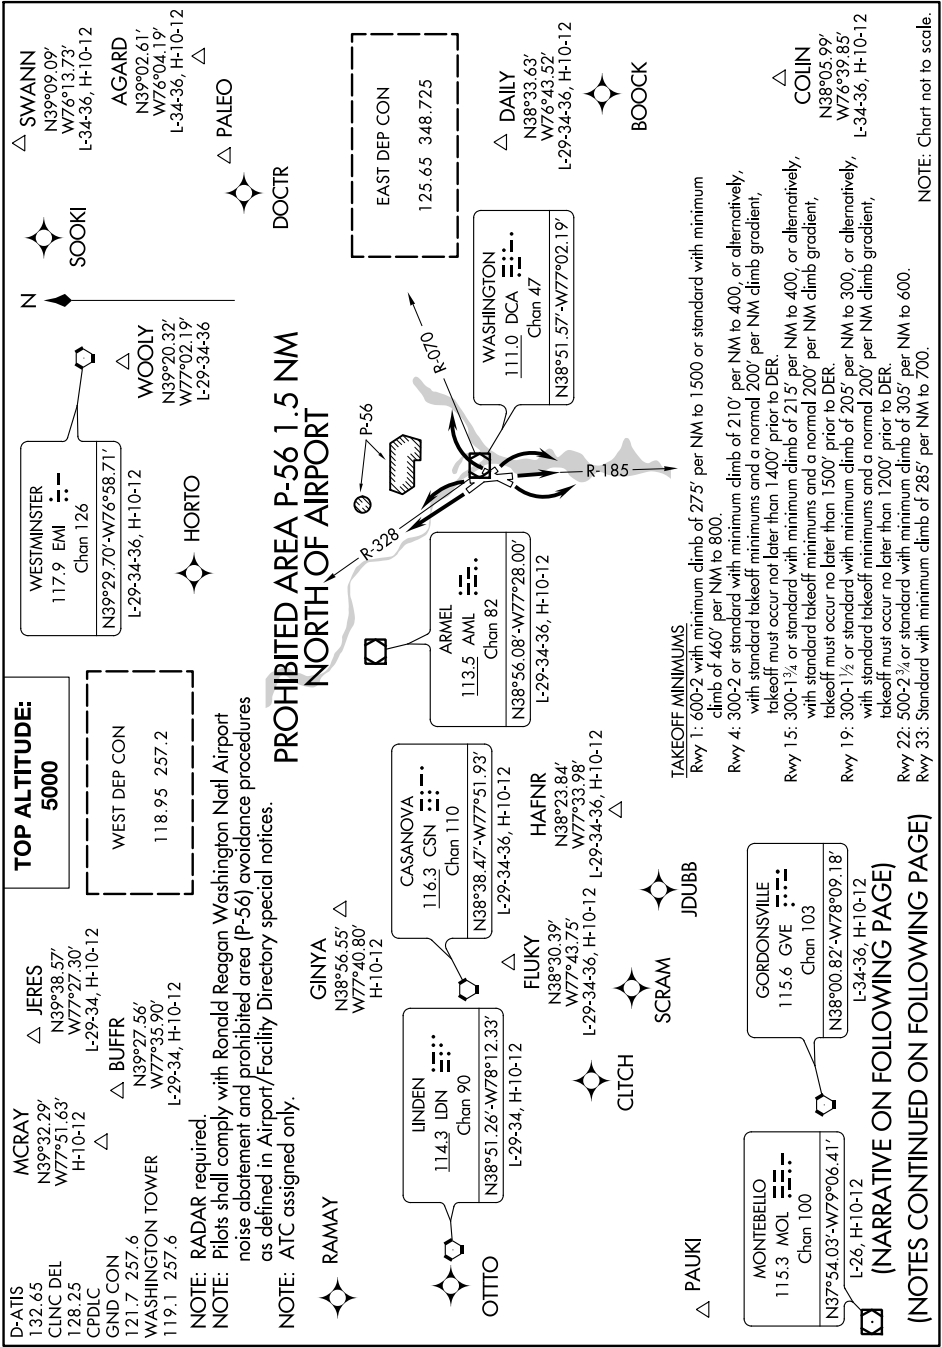 D-ATIS
132.65
CLNC DEL
128.25
CPDLC
GND CON
121.7 257.6
WASHINGTON TOWER
119.1 257.6
NOTE: RADAR required.
NOTE: Pilots shall comply with Ronald Reagan Washington Natl Airport
noise abatement and prohibited area (P-56) avoidance procedures
as defined in Airport/Facility Directory special notices.
NOTE: ATC assigned only.
MCRAY
N39°32.29'
W77°51.63'
H-10-12
JERES
N39°38.57'
W77°27.30'
L-29-34, H-10-12
BUFFR
N39°27.56'
W77°35.90'
L-29-34, H-10-12
TOP ALTITUDE:
5000
WEST DEP CON
118.95 257.2
WESTMINSTER
117.9 EMI
Chan 126
N39°29.70'-W76°58.71'
L-29-34-36, H-10-12
HORTO
WOOLY
N39°20.32'
W77°02.19'
L-29-34-36
N
SOOKI
SWANN
N39°09.09'
W76°13.73'
L-34-36, H-10-12
AGARD
N39°02.61'
W76°04.19'
L-34-36, H-10-12
PALEO
DOCTR
PROHIBITED AREA P-56 1.5 NM
NORTH OF AIRPORT
P-56
EAST DEP CON
125.65 348.725
R-070
R-328
R-185
WASHINGTON
111.0 DCA
Chan 47
N38°51.57'-W77°02.19'
DAILY
N38°33.63'
W76°43.52'
L-29-34-36, H-10-12
BOOCK
COLIN
N38°05.99'
W76°39.85'
L-34-36, H-10-12
ARMEL
113.5 AML
Chan 82
N38°56.08'-W77°28.00'
L-29-34-36, H-10-12
GINYA
N38°56.55'
W77°40.80'
H-10-12
CASANOVA
116.3 CSN
Chan 110
N38°38.47'-W77°51.93'
L-29-34-36, H-10-12
HAFNR
N38°23.84'
W77°33.98'
L-29-34-36, H-10-12
FLUKY
N38°30.39'
W77°43.75'
L-29-34-36, H-10-12
JDUBB
SCRAM
CLTCH
LINDEN
114.3 LDN
Chan 90
N38°51.26'-W78°12.33'
L-29-34, H-10-12
RAMAY
OTTO
PAUKI
MONTEBELLO
115.3 MOL
Chan 100
N37°54.03'-W79°06.41'
L-26, H-10-12
GORDONSVILLE
115.6 GVE
Chan 103
N38°00.82'-W78°09.18'
L-34-36, H-10-12
TAKEOFF MINIMUMS
Rwy 1: 600-2 with minimum climb of 275' per NM to 1500 or standard with minimum
climb of 460' per NM to 800.
Rwy 4: 300-2 or standard with minimum climb of 210' per NM to 400, or alternatively,
with standard takeoff minimums and a normal 200' per NM climb gradient,
takeoff must occur not later than 1400' prior to DER.
Rwy 15: 300-1¾ or standard with minimum climb of 215' per NM to 400, or alternatively,
with standard takeoff minimums and a normal 200' per NM climb gradient,
takeoff must occur no later than 1500' prior to DER.
Rwy 19: 300-1½ or standard with minimum climb of 205' per NM to 300, or alternatively,
with standard takeoff minimums and a normal 200' per NM climb gradient,
takeoff must occur no later than 1200' prior to DER.
Rwy 22: 500-2¾ or standard with minimum climb of 305' per NM to 600.
Rwy 33: Standard with minimum climb of 285' per NM to 700.
NOTE: Chart not to scale.
(NARRATIVE ON FOLLOWING PAGE)
(NOTES CONTINUED ON FOLLOWING PAGE)